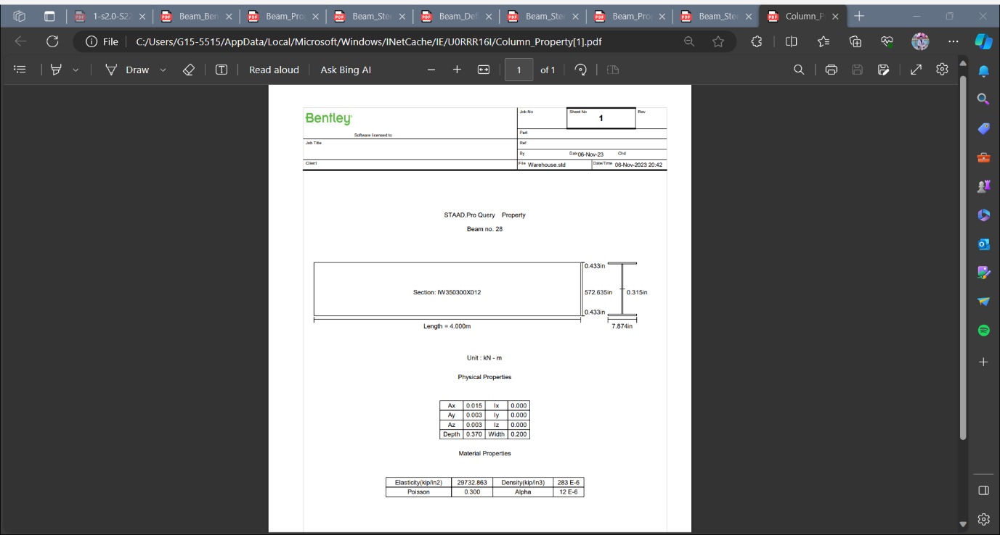 1-s2.0-S22
Beam_Ben
Beam_Pro
Beam_Stee
Beam_Defl
Beam_Stee
Beam_Pro
Beam_Stee
Column_P
File C:/Users/G15-5515/AppData/Local/Microsoft/Windows/INetCache/IE/U0RRR16I/Column_Property[1].pdf
Draw Read aloud Ask Bing AI 1 of 1
Bentley
Software licensed to
Job No
Sheet No
1
Rev
Part
Job Title
Ref
By
Date 06-Nov-23 Chd
Client
File Warehouse.std
Date/Time 06-Nov-2023 20:42
STAAD.Pro Query Property
Beam no. 28
0.433in
Section: IW350300X012
572.635in
0.315in
0.433in
Length = 4.000m
7.874in
Unit : kN - m
Physical Properties
Ax 0.015 Ix 0.000
Ay 0.003 Iy 0.000
Az 0.003 Iz 0.000
Depth 0.370 Width 0.200
Material Properties
Elasticity(kip/in2) 29732.863 Density(kip/in3) 283 E-6
Poisson 0.300 Alpha 12 E-6